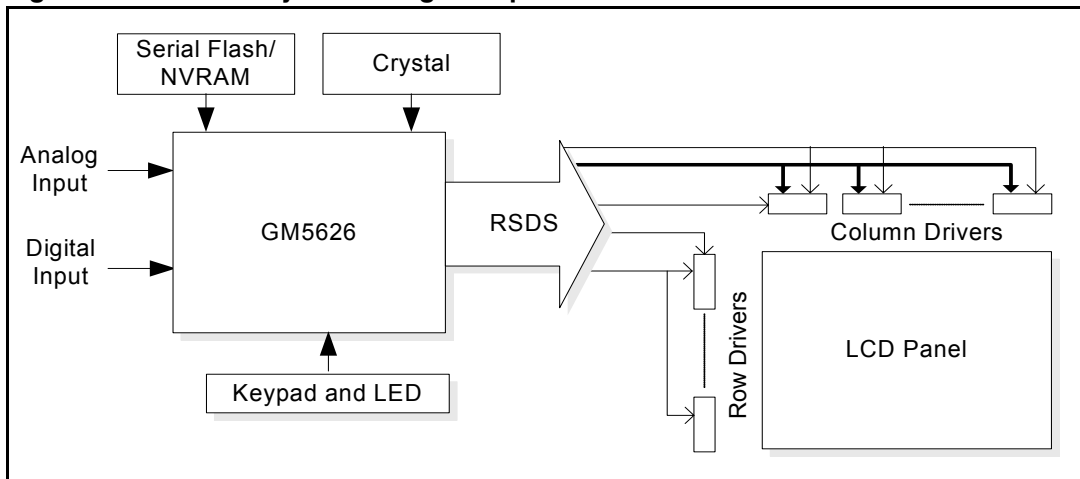 Serial Flash/
NVRAM
Crystal
Analog
Input
Digital
Input
GM5626
RSDS
Column Drivers
Row Drivers
LCD Panel
Keypad and LED